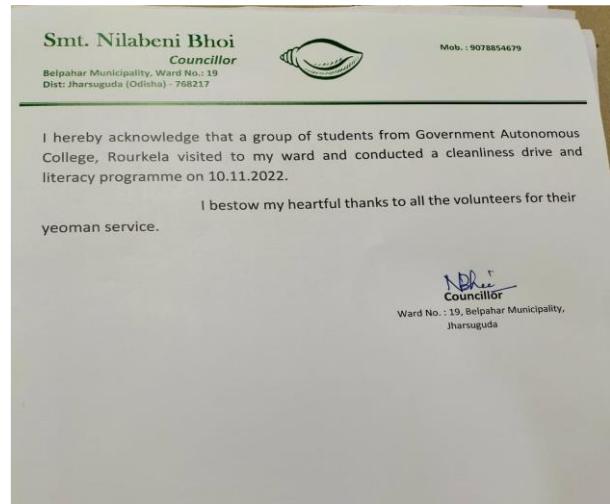 Smt. Nilabeni Bhoi
Councillor
Belpahar Municipality, Ward No.: 19
Dist: Jharsuguda (Odisha) - 768217
Mob. : 9078854679
I hereby acknowledge that a group of students from Government Autonomous
College, Rourkela visited to my ward and conducted a cleanliness drive and
literacy programme on 10.11.2022.
I bestow my heartful thanks to all the volunteers for their
yeoman service.
NBhoi
Councillor
Ward No. : 19, Belpahar Municipality,
Jharsuguda